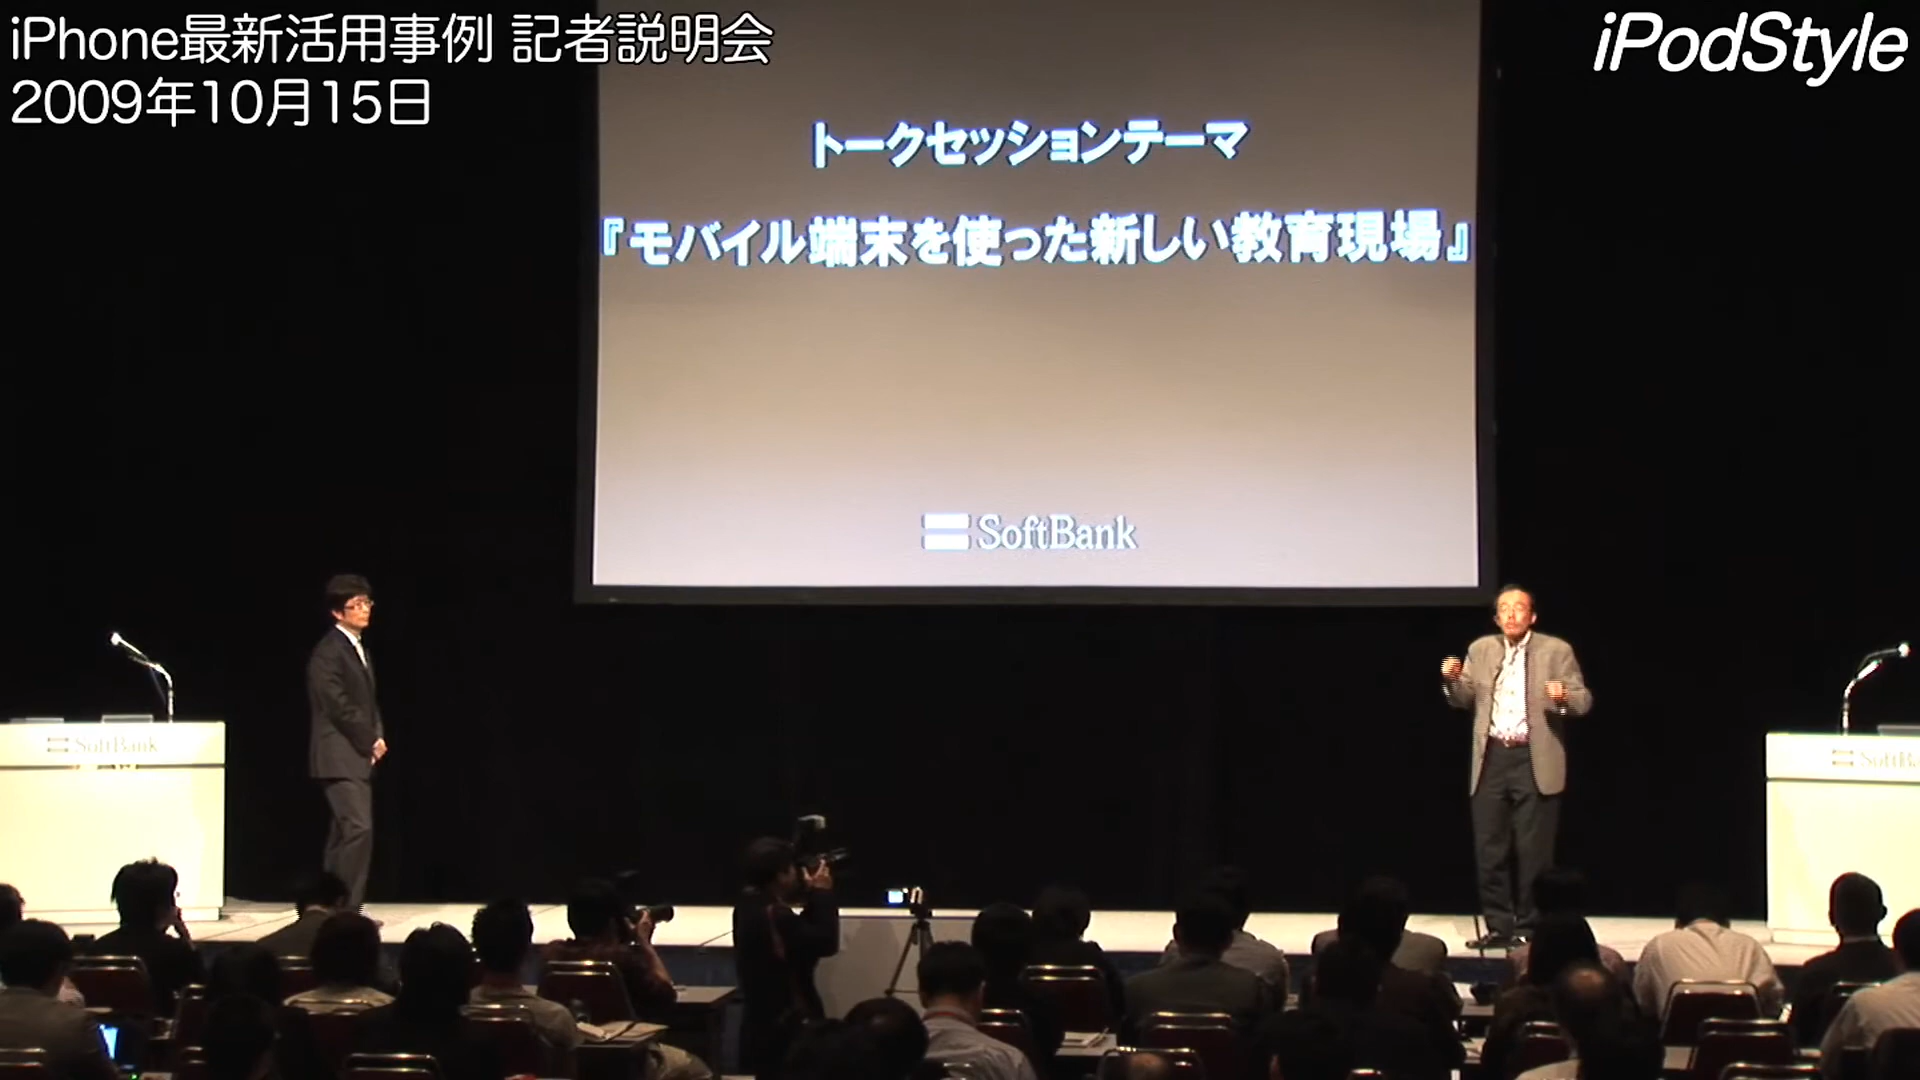 iPhone最新活用事例 記者説明会
2009年10月15日
iPodStyle
トークセッションテーマ
『モバイル端末を使った新しい教育現場』
SoftBank
SoftBank
SoftBa